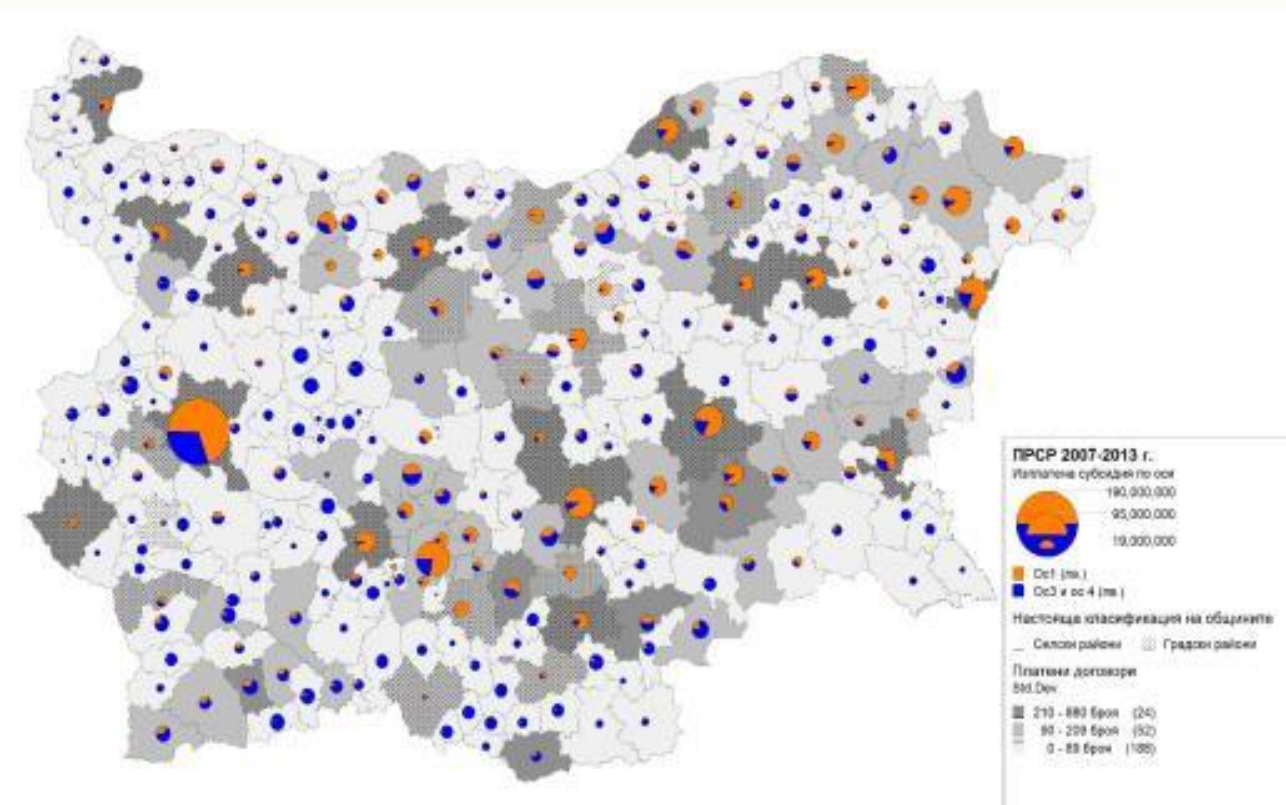 ПРСР 2007-2013 г.
Изплатена субсидия по оси
190,000,000
95,000,000
19,000,000
Ос1 (лв.)
Ос3 и ос 4 (лв.)
Настояща класификация на общините
Селски райони Градски райони
Платени договори
Std.Dev.
210 - 880 броя (24)
90 - 209 броя (52)
0 - 89 броя (188)